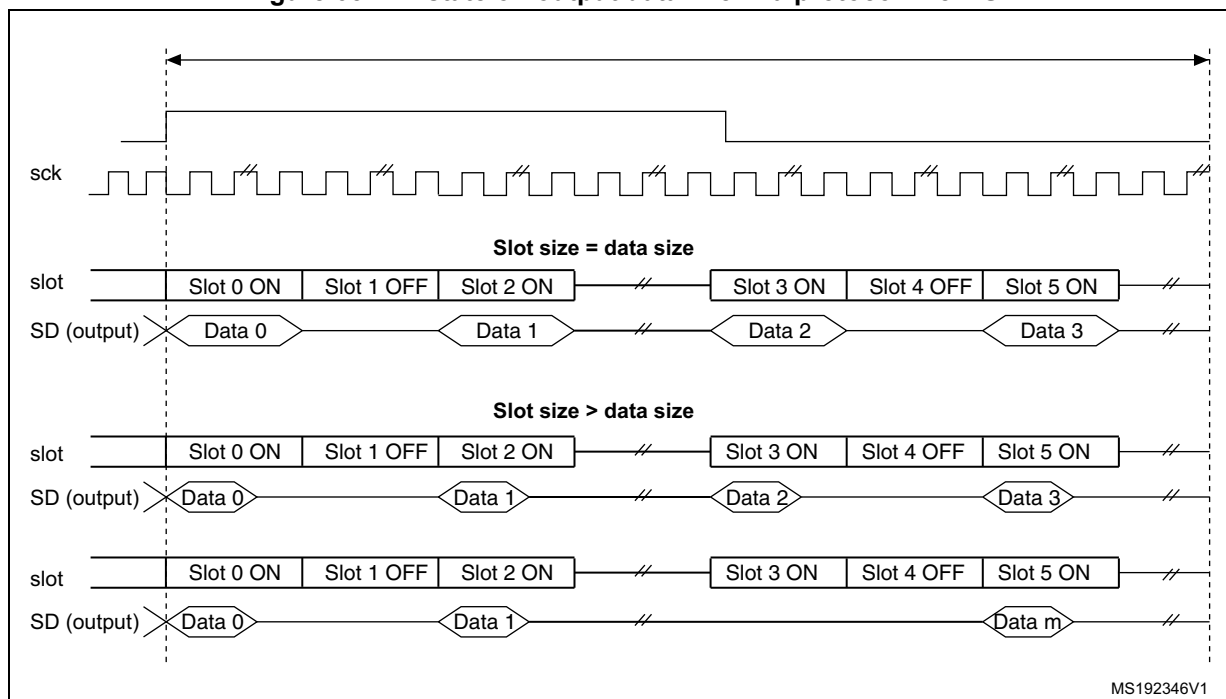 sck
Slot size = data size
slot Slot 0 ON Slot 1 OFF Slot 2 ON Slot 3 ON Slot 4 OFF Slot 5 ON
SD (output) Data 0 Data 1 Data 2 Data 3
Slot size > data size
slot Slot 0 ON Slot 1 OFF Slot 2 ON Slot 3 ON Slot 4 OFF Slot 5 ON
SD (output) Data 0 Data 1 Data 2 Data 3
slot Slot 0 ON Slot 1 OFF Slot 2 ON Slot 3 ON Slot 4 OFF Slot 5 ON
SD (output) Data 0 Data 1 Data m
MS192346V1